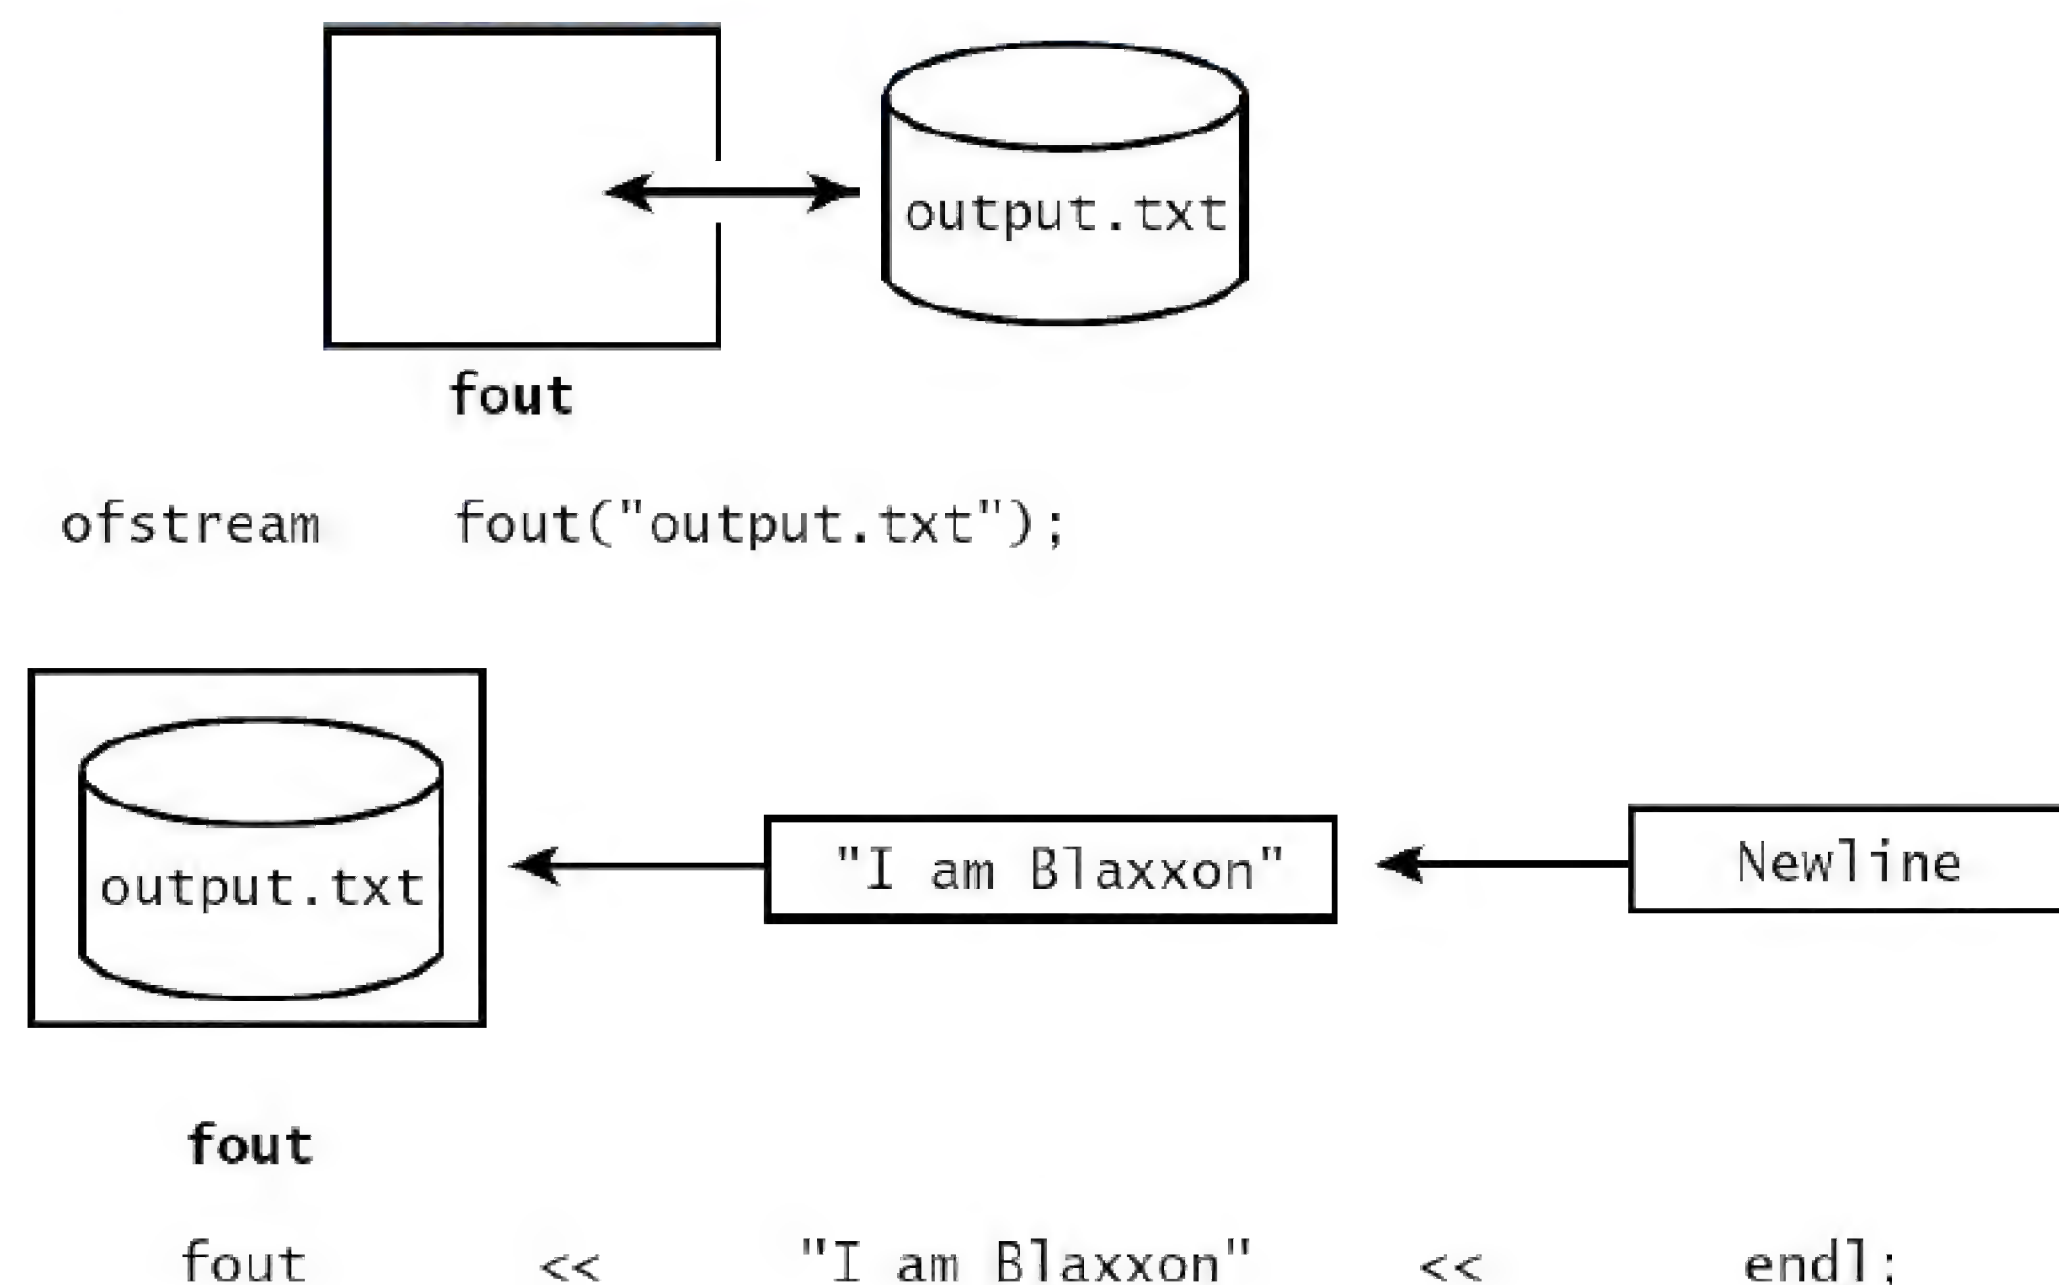 output.txt
fout
ofstream fout("output.txt");
output.txt
"I am Blaxxon"
Newline
fout
fout << "I am Blaxxon" << endl;